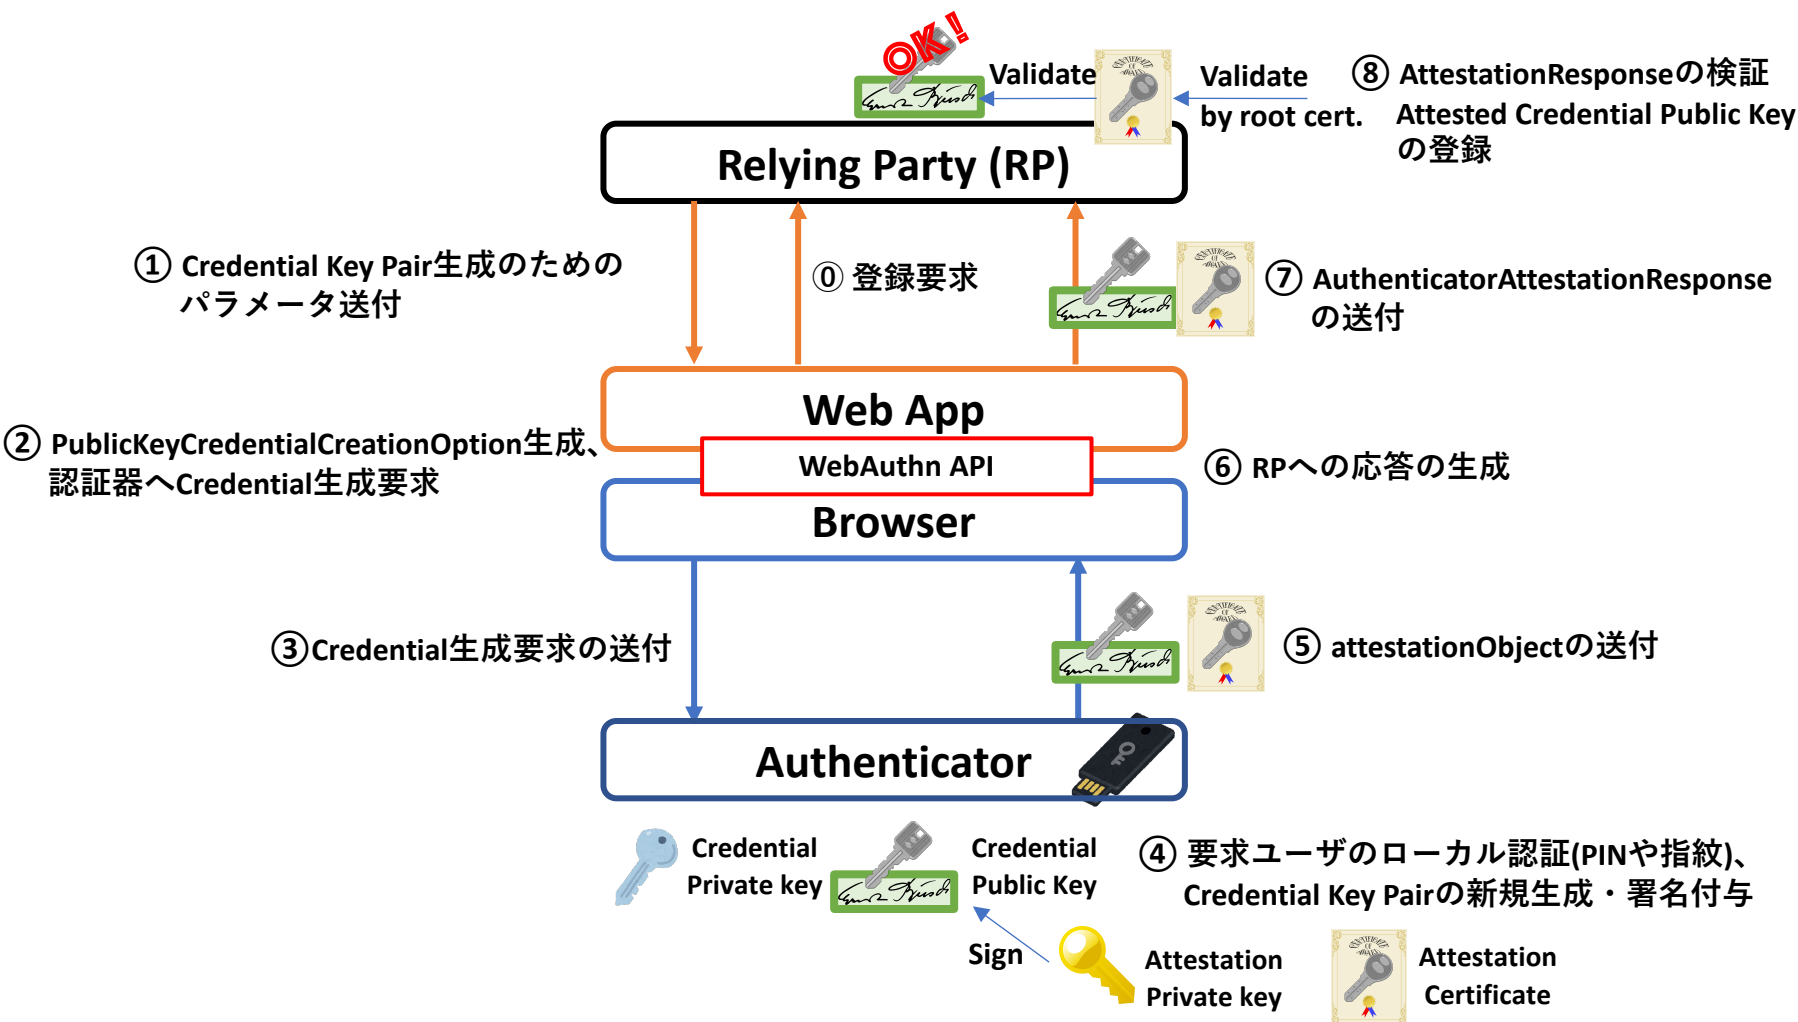 OK!
Validate
Validate
by root cert.
⑧ AttestationResponseの検証
Attested Credential Public Key
の登録
Relying Party (RP)
① Credential Key Pair生成のための
パラメータ送付
⓪ 登録要求
⑦ AuthenticatorAttestationResponse
の送付
Web App
② PublicKeyCredentialCreationOption生成、
認証器へCredential生成要求
WebAuthn API
⑥ RPへの応答の生成
Browser
③Credential生成要求の送付
⑤ attestationObjectの送付
Authenticator
Credential
Private key
Credential
Public Key
④ 要求ユーザのローカル認証(PINや指紋)、
Credential Key Pairの新規生成・署名付与
Sign
Attestation
Private key
Attestation
Certificate